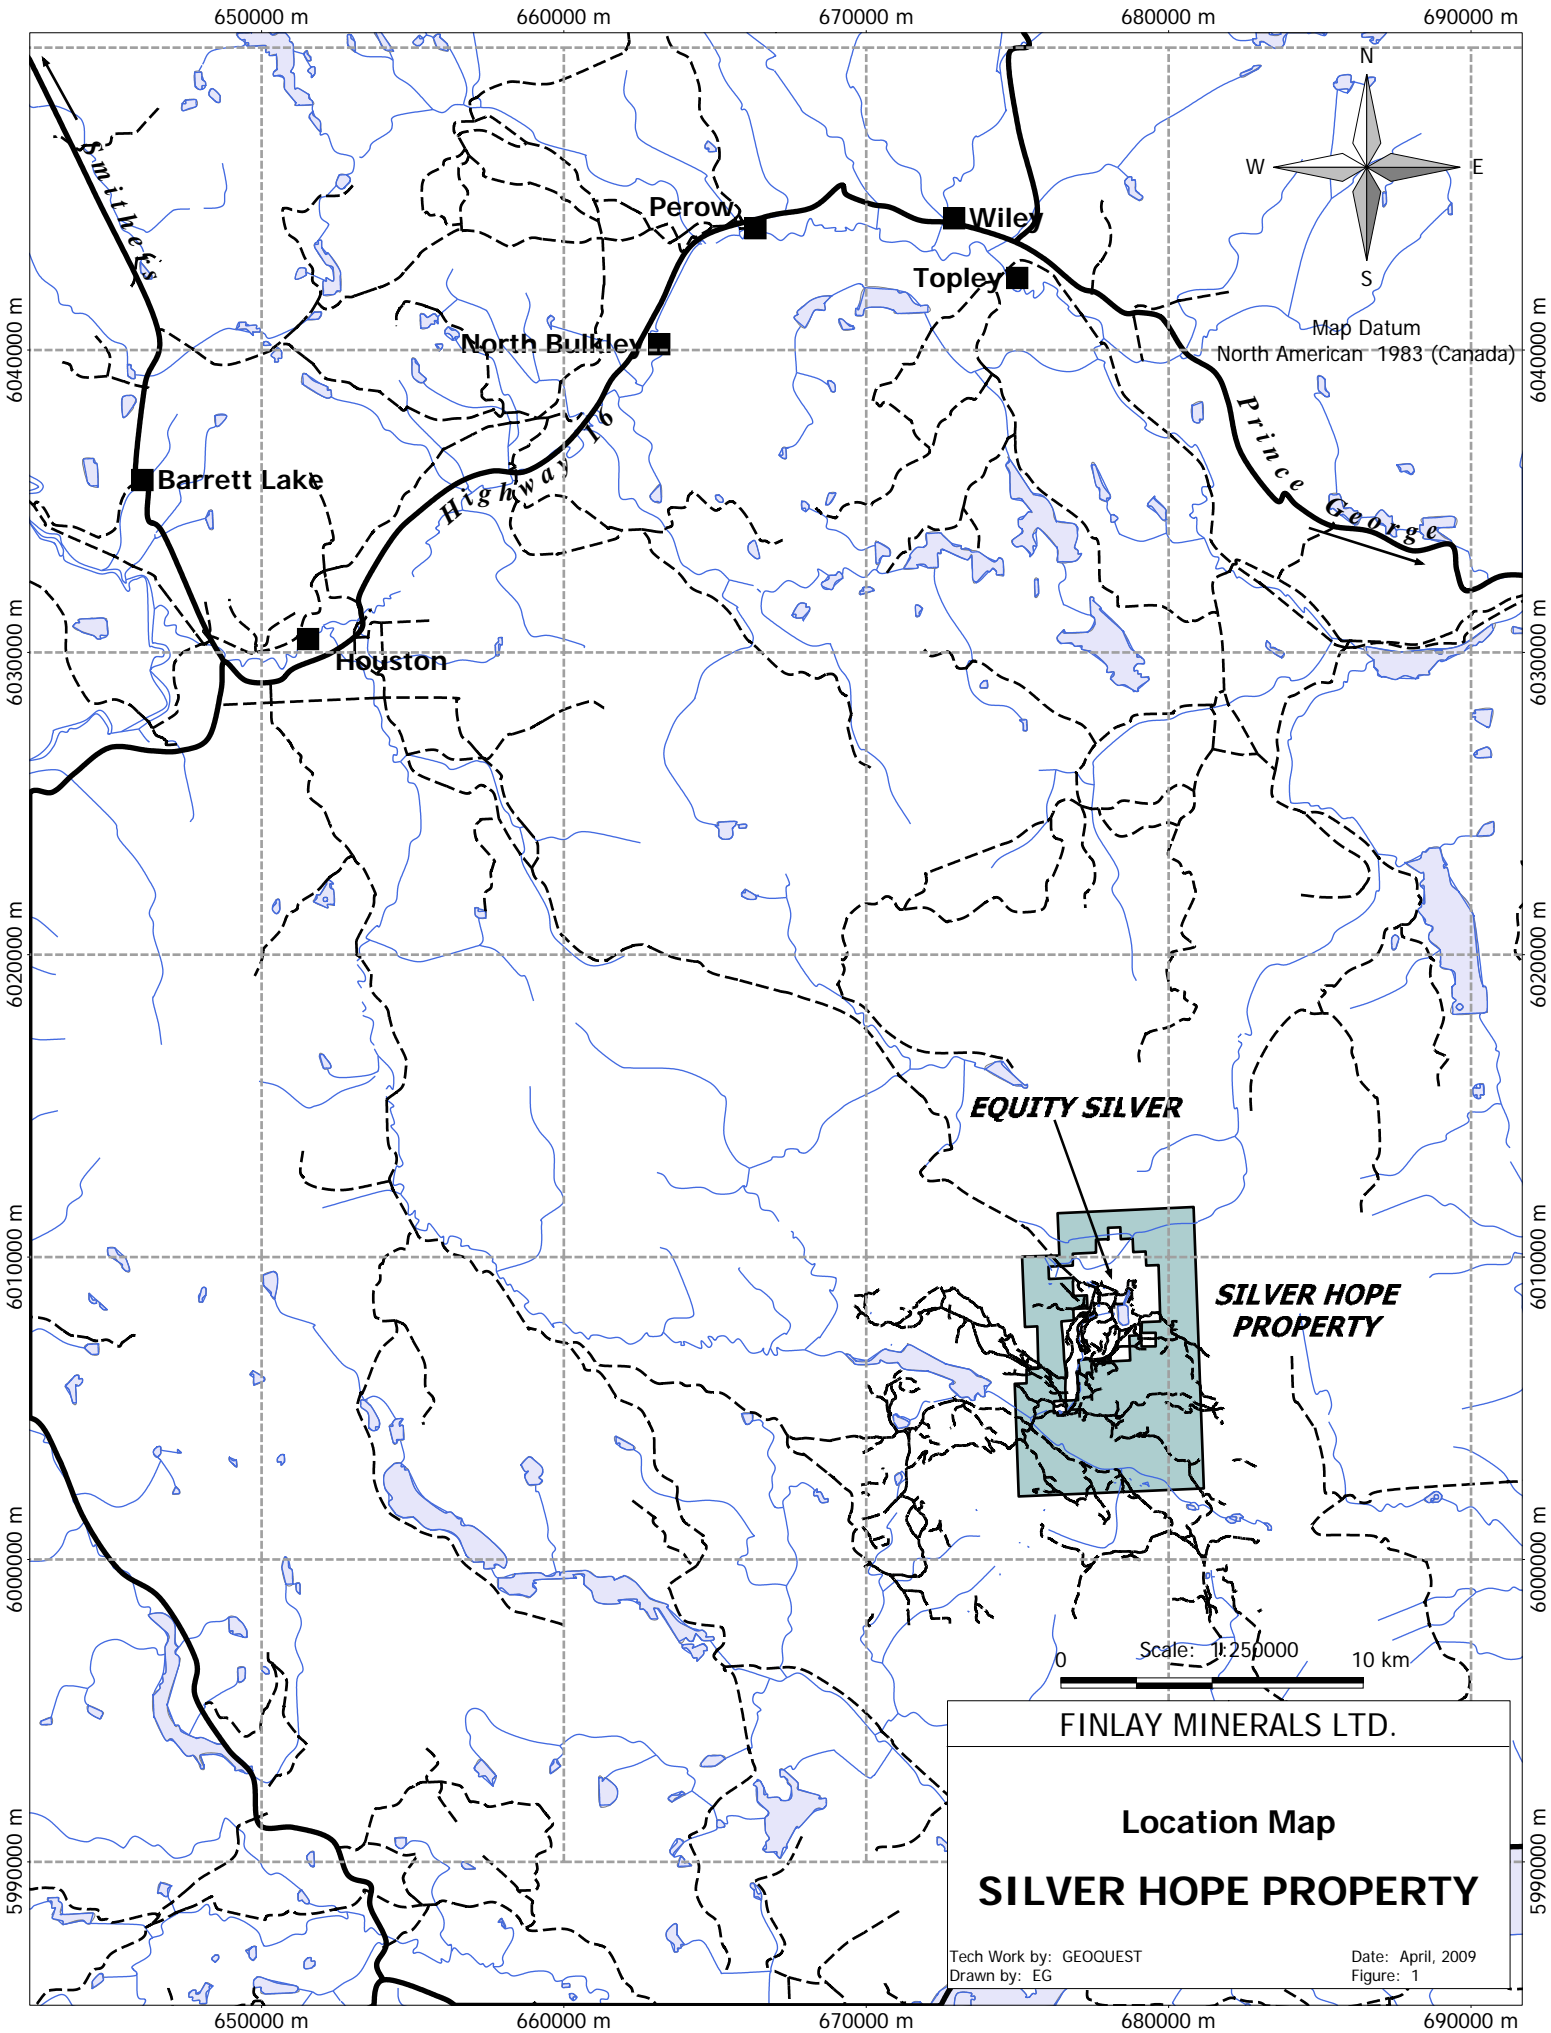 650000 m 660000 m 670000 m 680000 m 690000 m
N
W E
S
Smithers
Perow
Wiley
Topley
Map Datum
North American 1983 (Canada)
North Bulkley
6040000 m
6040000 m
Prince George
Highway 16
Barrett Lake
Houston
6030000 m
6030000 m
6020000 m
6020000 m
EQUITY SILVER
6010000 m
6010000 m
SILVER HOPE
PROPERTY
6000000 m
6000000 m
Scale: 1:250000
0 10 km
FINLAY MINERALS LTD.
Location Map
SILVER HOPE PROPERTY
5990000 m
5990000 m
Tech Work by: GEOQUEST Date: April, 2009
Drawn by: EG Figure: 1
650000 m 660000 m 670000 m 680000 m 690000 m